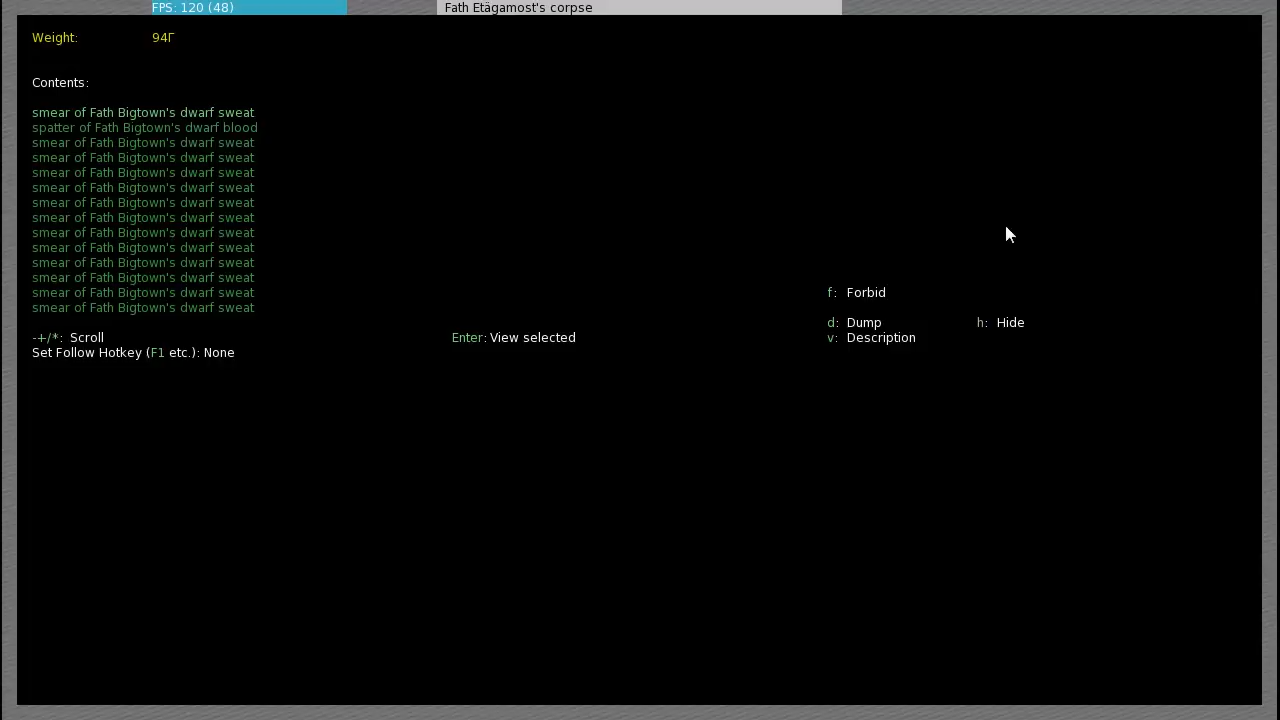 FPS: 120 (48) Fath Etägamost's corpse
Weight: 94Γ
Contents:
smear of Fath Bigtown's dwarf sweat
spatter of Fath Bigtown's dwarf blood
smear of Fath Bigtown's dwarf sweat
smear of Fath Bigtown's dwarf sweat
smear of Fath Bigtown's dwarf sweat
smear of Fath Bigtown's dwarf sweat
smear of Fath Bigtown's dwarf sweat
smear of Fath Bigtown's dwarf sweat
smear of Fath Bigtown's dwarf sweat
smear of Fath Bigtown's dwarf sweat
smear of Fath Bigtown's dwarf sweat
smear of Fath Bigtown's dwarf sweat
smear of Fath Bigtown's dwarf sweat f: Forbid
smear of Fath Bigtown's dwarf sweat
d: Dump h: Hide
-+/*: Scroll Enter: View selected v: Description
Set Follow Hotkey (F1 etc.): None